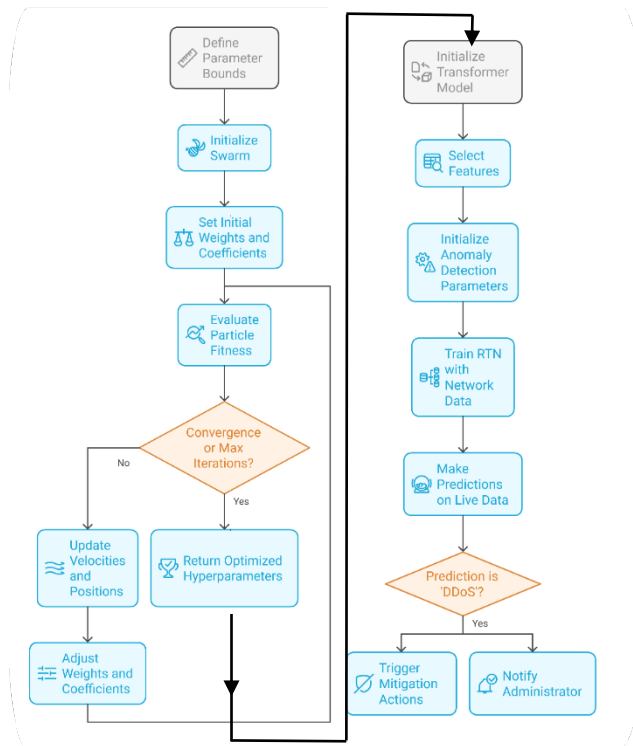 Define
Parameter
Bounds
Initialize
Swarm
Set Initial
Weights and
Coefficients
Evaluate
Particle
Fitness
Convergence
or Max
Iterations?
No
Yes
Update
Velocities
and
Positions
Return Optimized
Hyperparameters
Adjust
Weights and
Coefficients
Initialize
Transformer
Model
Select
Features
Initialize
Anomaly
Detection
Parameters
Train RTN
with
Network
Data
Make
Predictions
on Live Data
Prediction is
'DDoS'?
Yes
Trigger
Mitigation
Actions
Notify
Administrator